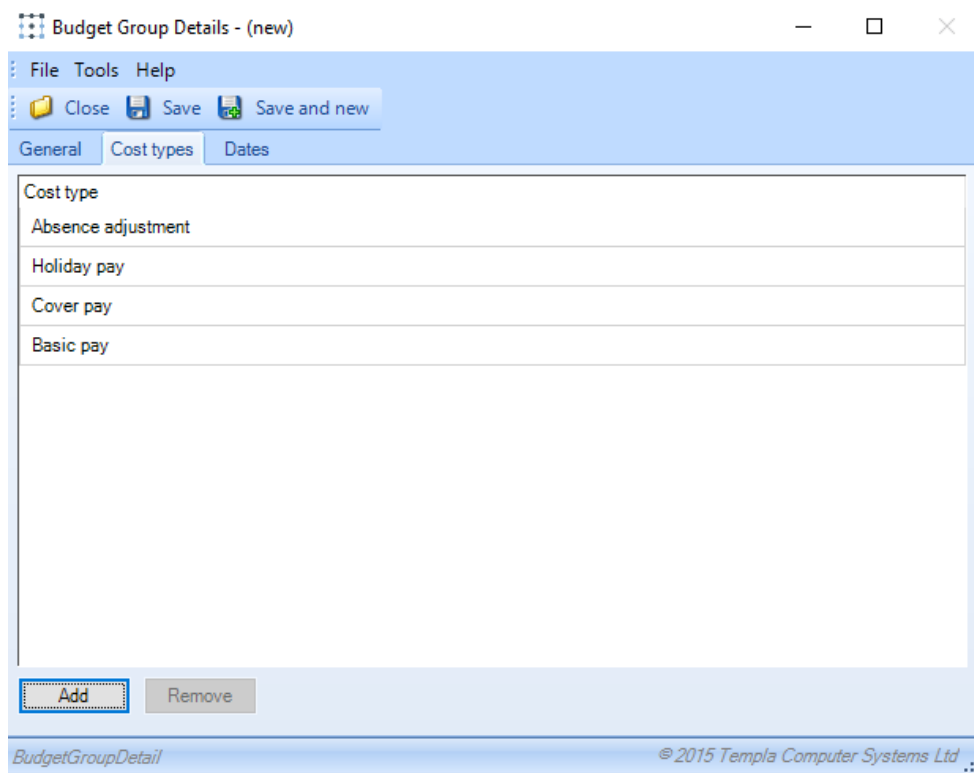 Budget Group Details - (new)
File Tools Help
Close Save Save and new
General Cost types Dates
Cost type
Absence adjustment
Holiday pay
Cover pay
Basic pay
Add Remove
BudgetGroupDetail © 2015 Templa Computer Systems Ltd